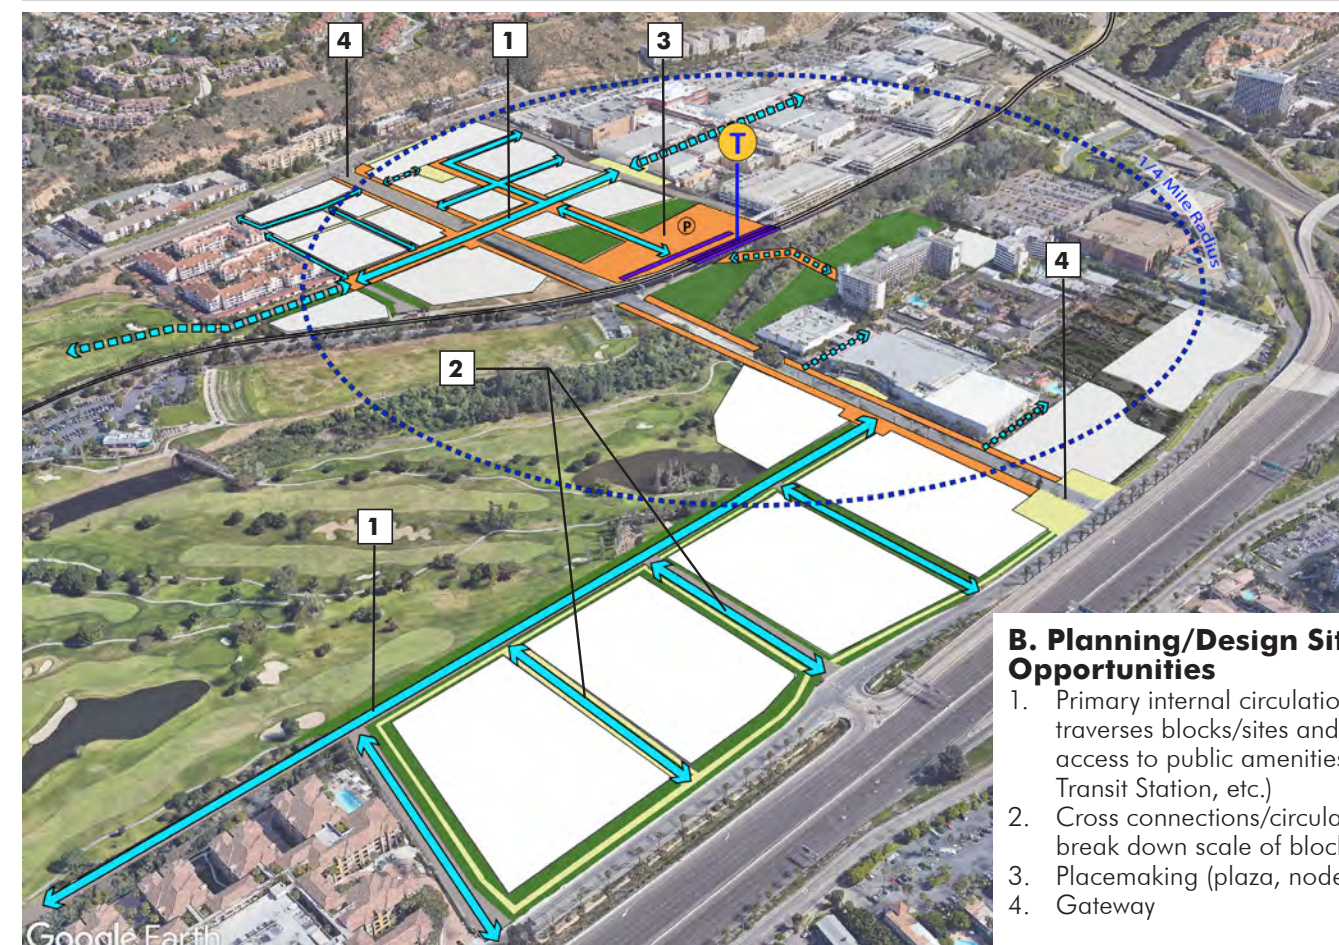 4
1
3
T
1/4 Mile Radius
P
4
2
1
B. Planning/Design Sit
Opportunities
1. Primary internal circulatio
traverses blocks/sites and
access to public amenities
Transit Station, etc.)
2. Cross connections/circula
break down scale of block
3. Placemaking (plaza, node
4. Gateway
Google Earth